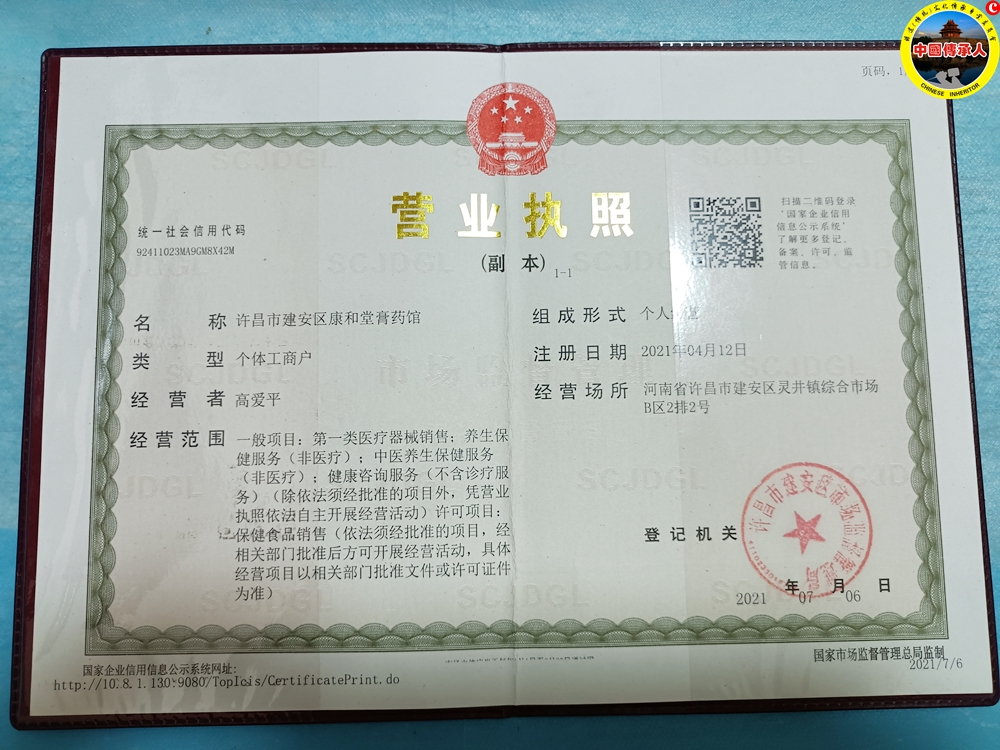 中國傳承人
CHINESE INHERITOR
页码：1
营业执照
(副 本) 1-1
统一社会信用代码
92411023MA9GM8X42M
扫描二维码登录
'国家企业信用
信息公示系统'
了解更多登记、
备案、许可、监
管信息。
名 称 许昌市建安区康和堂膏药馆
类 型 个体工商户
经 营 者 高爱平
经营范围 一般项目：第一类医疗器械销售；养生保
健服务（非医疗）；中医养生保健服务
（非医疗）；健康咨询服务（不含诊疗服
务）（除依法须经批准的项目外，凭营业
执照依法自主开展经营活动）许可项目：
保健食品销售（依法须经批准的项目，经
相关部门批准后方可开展经营活动，具体
经营项目以相关部门批准文件或许可证件
为准）
组成形式 个人经营
注册日期 2021年04月12日
经营场所 河南省许昌市建安区灵井镇综合市场
B区2排2号
登记机关
许昌市建安区市场监督管理局
2021 年 07 月 06 日
国家企业信用信息公示系统网址：
http://10.8.1.130:9080/TopIcis/CertificatePrint.do
国家市场监督管理总局监制
2021/7/6
SCJDGL